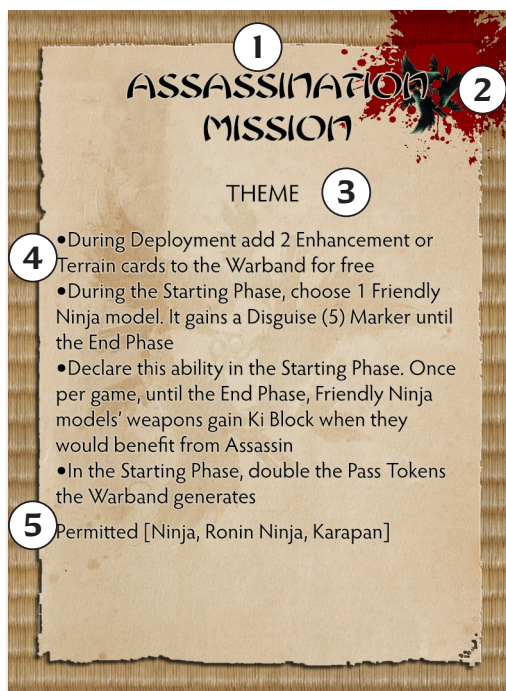 1
ASSASSINATION
2
MISSION
THEME 3
•During Deployment add 2 Enhancement or
4
Terrain cards to the Warband for free
•During the Starting Phase, choose 1 Friendly
Ninja model. It gains a Disguise (5) Marker until
the End Phase
•Declare this ability in the Starting Phase. Once
per game, until the End Phase, Friendly Ninja
models' weapons gain Ki Block when they
would benefit from Assassin
•In the Starting Phase, double the Pass Tokens
the Warband generates
5
Permitted [Ninja, Ronin Ninja, Karapan]